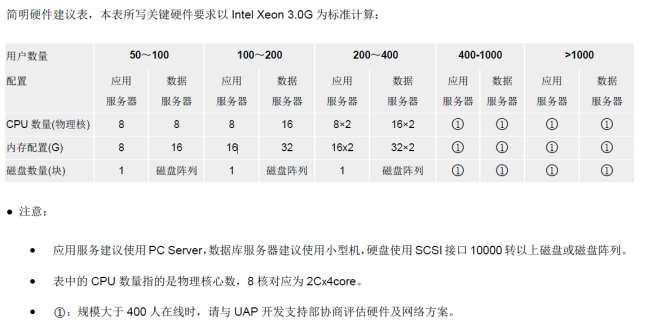 简明硬件建议表，本表所写关键硬件要求以 Intel Xeon 3.0G 为标准计算：
用户数量 50～100 100～200 200～400 400-1000 >1000
配置 应用 数据 应用 数据 应用 数据 应用 数据 应用 数据
服务器 服务器 服务器 服务器 服务器 服务器 服务器 服务器 服务器 服务器
CPU 数量(物理核) 8 8 8 16 8×2 16×2 ① ① ① ①
内存配置(G) 8 16 16 32 16x2 32×2 ① ① ① ①
磁盘数量(块) 1 磁盘阵列 1 磁盘阵列 1 磁盘阵列 ① ① ① ①
● 注意：
● 应用服务建议使用 PC Server，数据库服务器建议使用小型机，硬盘使用 SCSI 接口 10000 转以上磁盘或磁盘阵列。
● 表中的 CPU 数量指的是物理核心数，8 核对应为 2Cx4core。
● ①：规模大于 400 人在线时，请与 UAP 开发支持部协商评估硬件及网络方案。